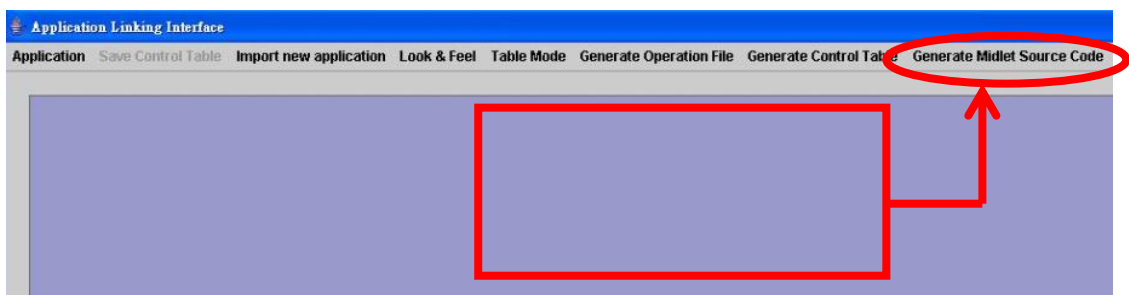 Application Linking Interface
Application Save Control Table Import new application Look & Feel Table Mode Generate Operation File Generate Control Table Generate Midlet Source Code